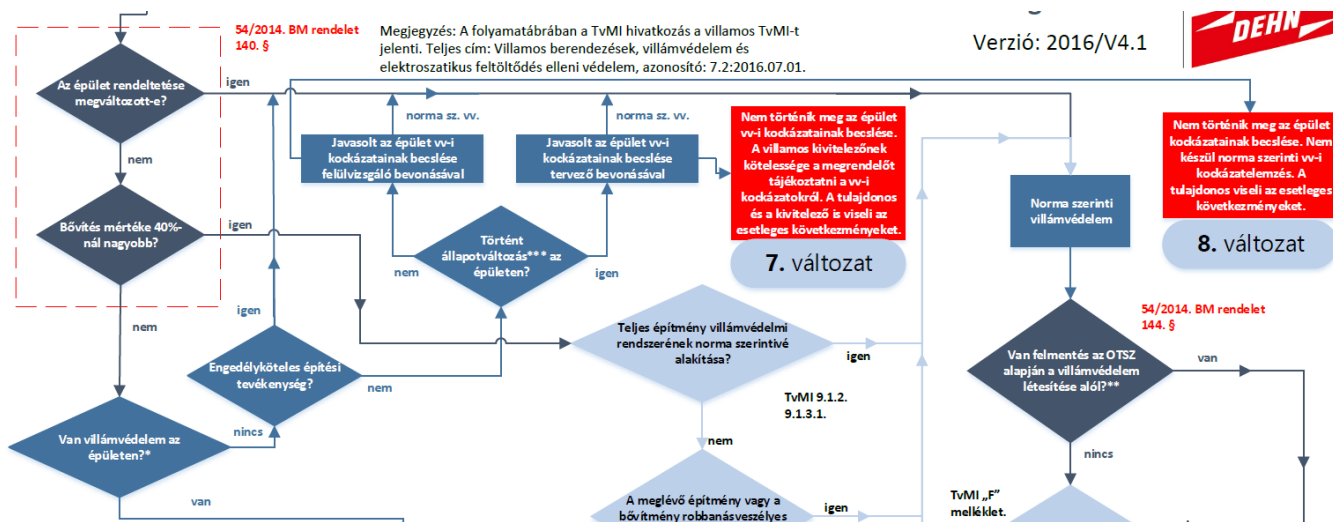 54/2014. BM rendelet
140. §
Megjegyzés: A folyamatábrában a TvMI hivatkozás a villamos TvMI-t
jelenti. Teljes cím: Villamos berendezések, villámvédelem és
elektroszatikus feltöltődés elleni védelem, azonosító: 7.2:2016.07.01.
Verzió: 2016/V4.1
DEHN
Az épület rendeltetése
megváltozott-e?
igen
nem
Bővítés mértéke 40%-
nál nagyobb?
igen
nem
norma sz. vv.
Javasolt az épület vv-i
kockázatainak becslése
felülvizsgáló bevonásával
norma sz. vv.
Javasolt az épület vv-i
kockázatainak becslése
tervező bevonásával
Nem történik meg az épület
vv-i kockázatainak becslése.
A villamos kivitelezőnek
kötelessége a megrendelőt
tájékoztatni a vv-i
kockázatokról. A tulajdonos
és a kivitelező is viseli az
esetleges következményeket.
7. változat
Norma szerinti
villámvédelem
Nem történik meg az épület
kockázatainak becslése. Nem
készül norma szerinti vv-i
kockázatelemzés. A
tulajdonos viseli az esetleges
következményeket.
8. változat
Történt
állapotváltozás*** az
épületen?
nem
igen
igen
Engedélyköteles építési
tevékenység?
nem
Teljes építmény villámvédelmi
rendszerének norma szerintivé
alakítása?
igen
TvMI 9.1.2.
9.1.3.1.
nem
54/2014. BM rendelet
144. §
Van felmentés az OTSZ
alapján a villámvédelem
létesítése alól?**
van
nincs
Van villámvédelem az
épületen?*
nincs
van
A meglévő építmény vagy a
bővítmény robbanásveszélyes
igen
TvMI „F"
melléklet.